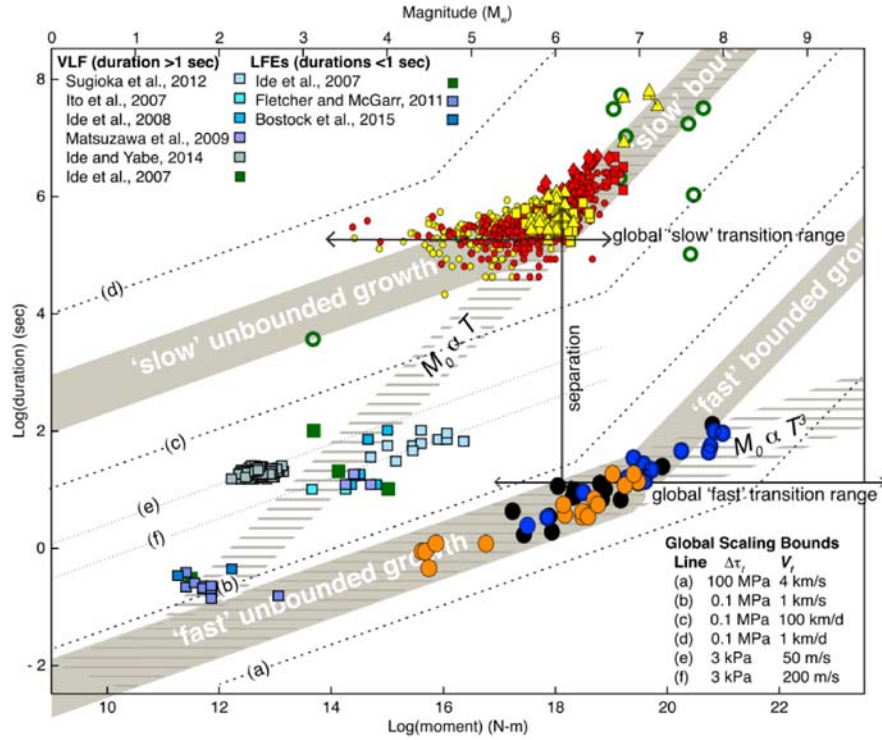 Magnitude (Mw)
0 1 2 3 4 5 6 7 8
VLF (duration >1 sec)
Sugioka et al., 2012
Ito et al., 2007
Ide et al., 2008
Matsuzawa et al., 2009
Ide and Yabe, 2014
Ide et al., 2007
LFEs (durations <1 sec)
Ide et al., 2007
Fletcher and McGarr, 2011
Bostock et al., 2015
'slow' bound
global 'slow' transition range
(d)
'slow' unbounded growth
M₀ α T
separation
'fast' bounded grow
M₀ α T³
(c)
(e)
(f)
global 'fast' transition range
(b)
'fast' unbounded growth
(a)
Global Scaling Bounds
Line Δτf Vf
(a) 100 MPa 4 km/s
(b) 0.1 MPa 1 km/s
(c) 0.1 MPa 100 km/d
(d) 0.1 MPa 1 km/d
(e) 3 kPa 50 m/s
(f) 3 kPa 200 m/s
8
6
4
2
0
- 2
Log(duration) (sec)
10 12 14 16 18 20 22
Log(moment) (N-m)